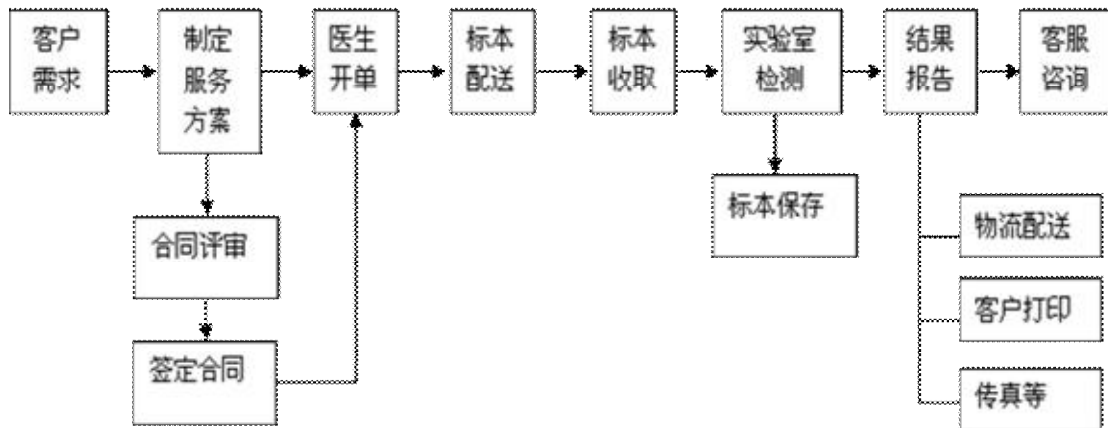 客户
需求
制定
服务
方案
医生
开单
标本
配送
标本
收取
实验室
检测
结果
报告
客服
咨询
标本保存
合同评审
签定合同
物流配送
客户打印
传真等